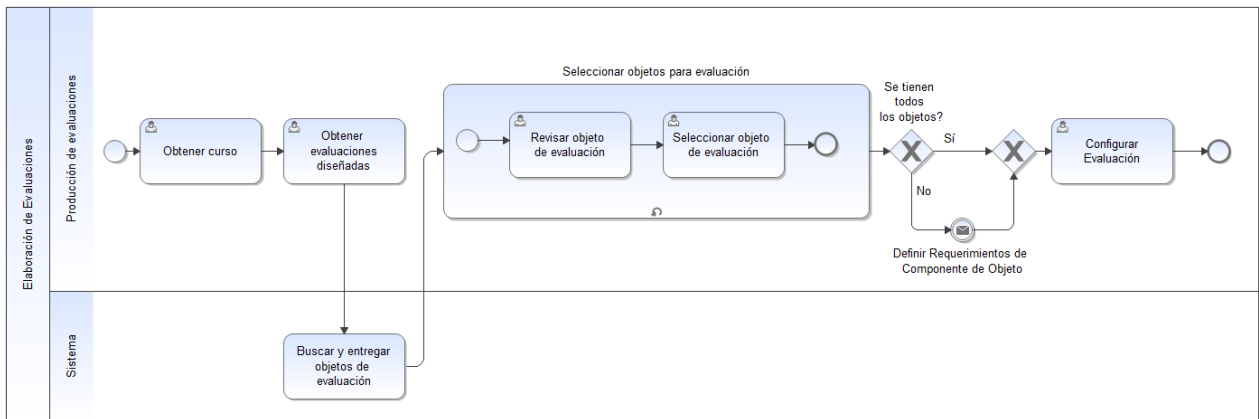 Elaboración de Evaluaciones
Producción de evaluaciones
Obtener curso
Obtener
evaluaciones
diseñadas
Seleccionar objetos para evaluación
Revisar objeto
de evaluación
Seleccionar objeto
de evaluación
Se tienen
todos
los objetos?
Sí
No
Definir Requerimientos de
Componente de Objeto
Configurar
Evaluación
Sistema
Buscar y entregar
objetos de
evaluación